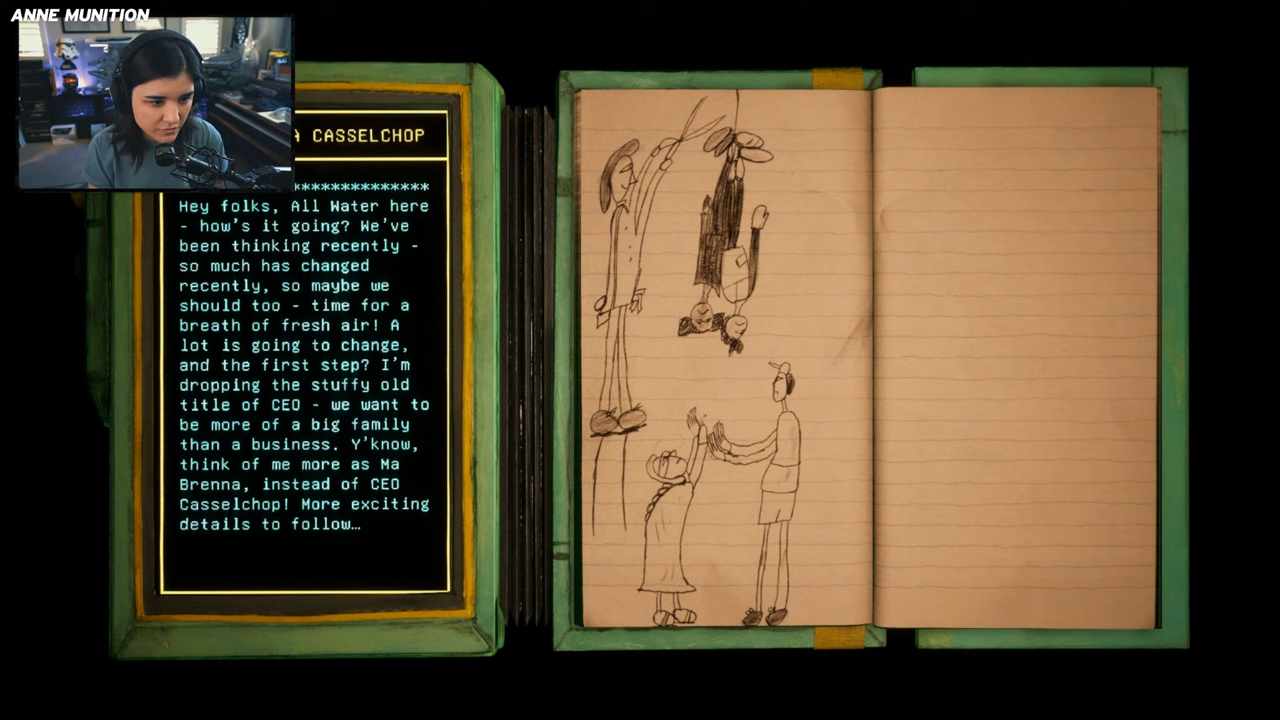 ANNE MUNITION
A CASSELCHOP
***************
Hey folks, All Water here
- how's it going? We've
been thinking recently -
so much has changed
recently, so maybe we
should too - time for a
breath of fresh air! A
lot is going to change,
and the first step? I'm
dropping the stuffy old
title of CEO - we want to
be more of a big family
than a business. Y'know,
think of me more as Ma
Brenna, instead of CEO
Casselchop! More exciting
details to follow…